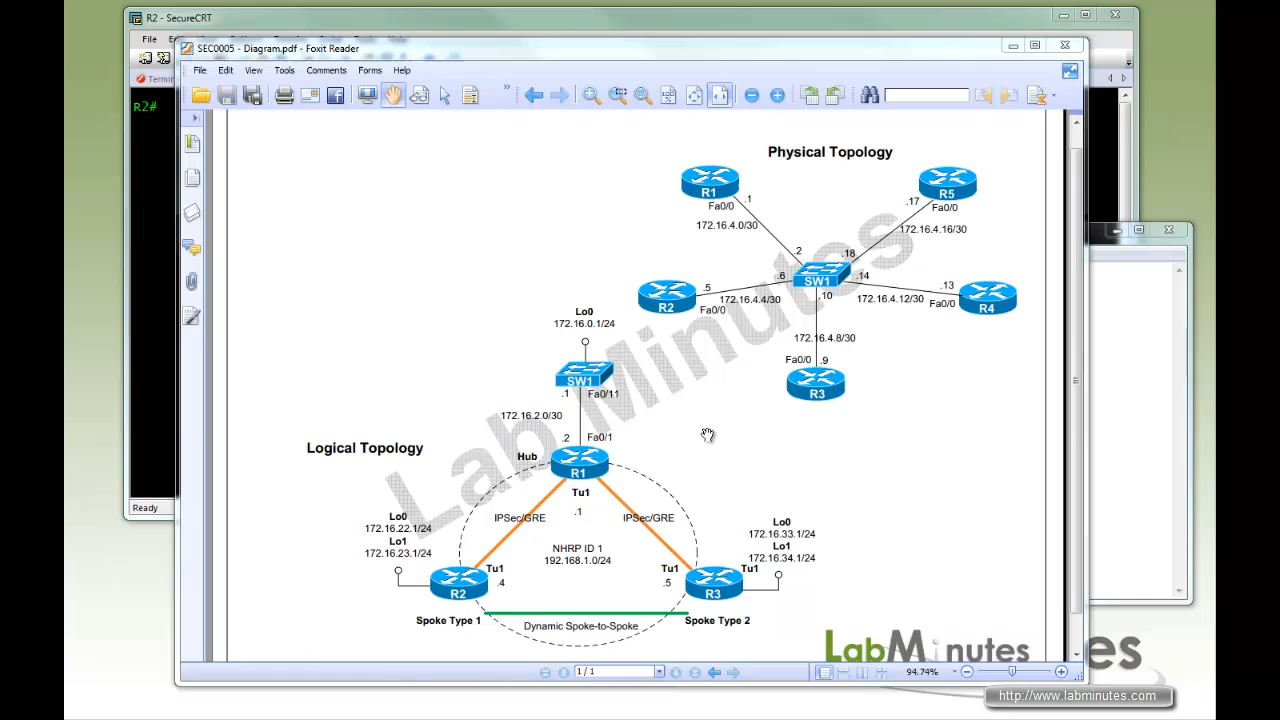 R2 - SecureCRT
File
SEC0005 - Diagram.pdf - Foxit Reader
File Edit View Tools Comments Forms Help
R2#
Physical Topology
R1
Fa0/0
.1
172.16.4.0/30
.2
R5
.17
Fa0/0
172.16.4.16/30
.18
SW1
R2
.5
.6
Fa0/0
172.16.4.4/30
.14
.13
172.16.4.12/30
Fa0/0
R4
.10
172.16.4.8/30
Fa0/0
.9
R3
Lo0
172.16.0.1/24
SW1
.1
Fa0/11
172.16.2.0/30
.2
Fa0/1
Logical Topology
Hub
R1
Tu1
.1
IPSec/GRE
IPSec/GRE
NHRP ID 1
192.168.1.0/24
Lo0
172.16.22.1/24
Lo1
172.16.23.1/24
Tu1
.4
R2
Spoke Type 1
Lo0
172.16.33.1/24
Lo1
172.16.34.1/24
Tu1
.5
Tu1
R3
Spoke Type 2
Dynamic Spoke-to-Spoke
Lab Minutes
LabMinutes
es
Ready
1 / 1
94.74%
http://www.labminutes.com